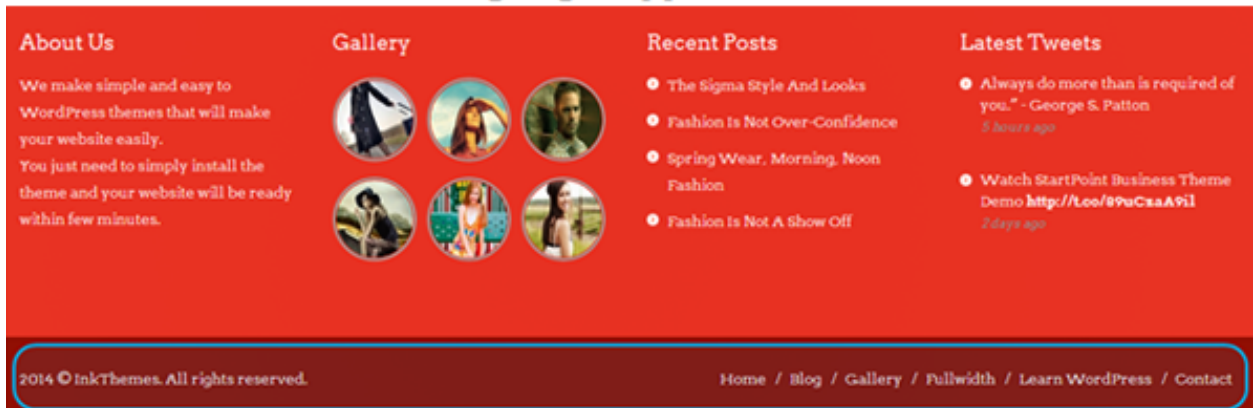 About Us
We make simple and easy to
WordPress themes that will make
your website easily.
You just need to simply install the
theme and your website will be ready
within few minutes.
Gallery
Recent Posts
The Sigma Style And Looks
Fashion Is Not Over-Confidence
Spring Wear, Morning, Noon
Fashion
Fashion Is Not A Show Off
Latest Tweets
Always do more than is required of
you." - George S. Patton
5 hours ago
Watch StartPoint Business Theme
Demo
2 days ago
2014 © InkThemes. All rights reserved.
Home / Blog / Gallery / Fullwidth / Learn WordPress / Contact